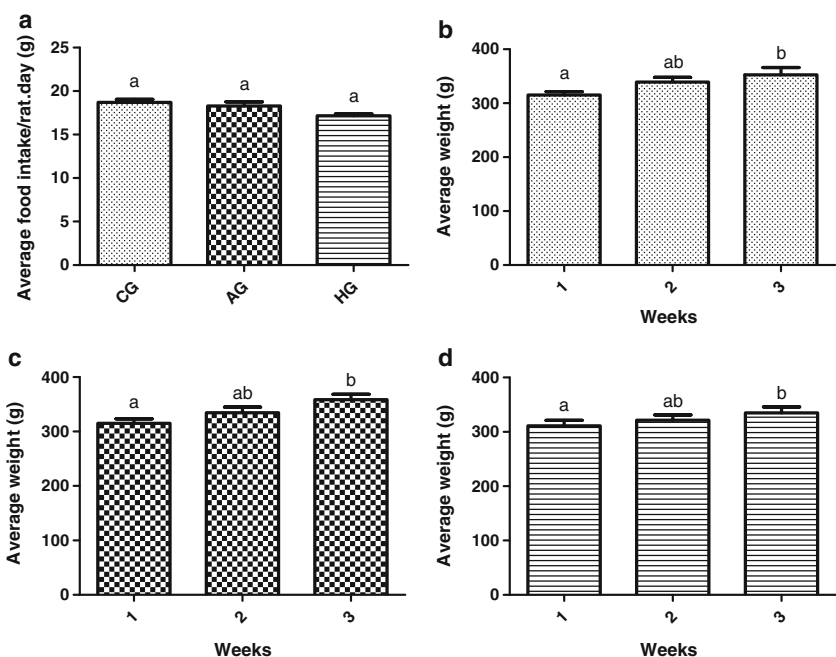 a
Average food intake/rat.day (g)
25
20
15
10
5
0
a
a
a
CG
AG
HG
b
Average weight (g)
400
300
200
100
0
a
ab
b
1
2
3
Weeks
c
Average weight (g)
400
300
200
100
0
a
ab
b
1
2
3
Weeks
d
Average weight (g)
400
300
200
100
0
a
ab
b
1
2
3
Weeks